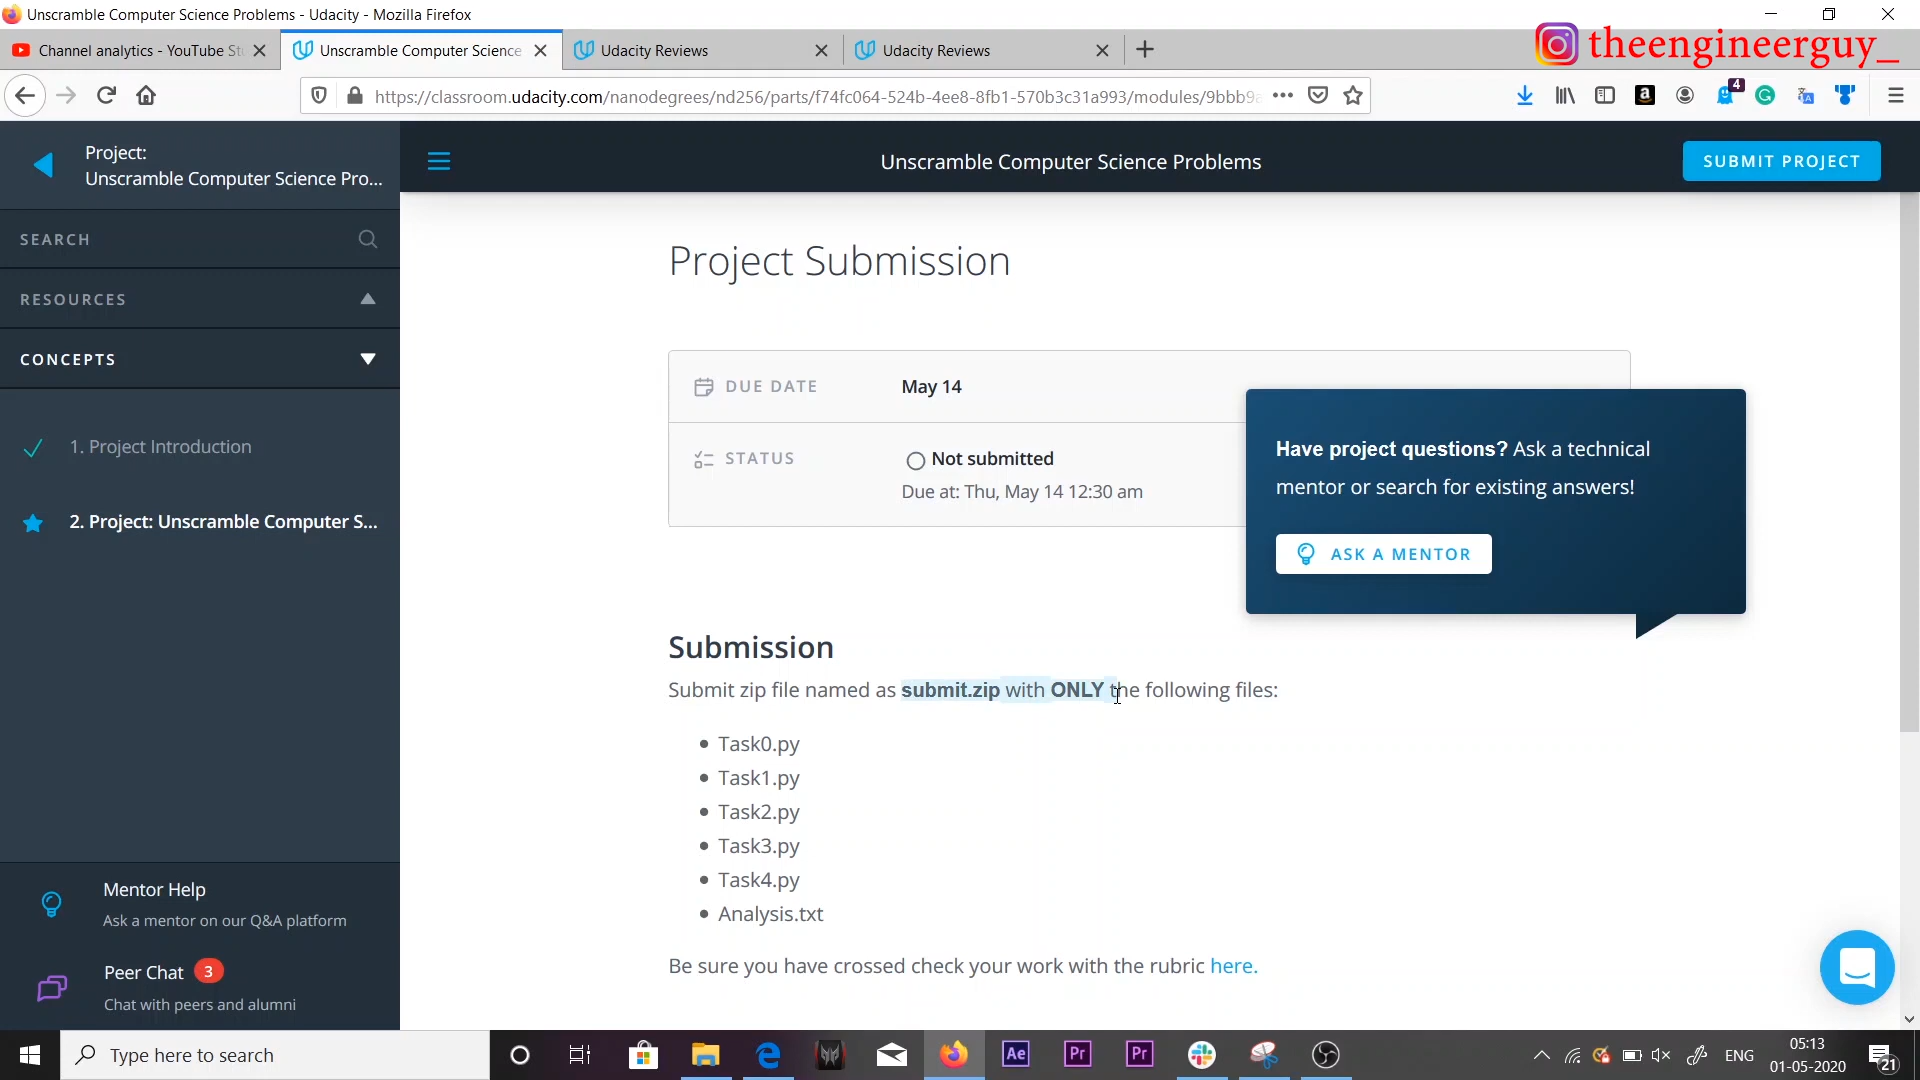 Unscramble Computer Science Problems - Udacity - Mozilla Firefox
Channel analytics - YouTube Stu
Unscramble Computer Science
Udacity Reviews
Udacity Reviews
theengineerguy_
https://classroom.udacity.com/nanodegrees/nd256/parts/f74fc064-524b-4ee8-8fb1-570b3c31a993/modules/9bbb9a
4
Project:
Unscramble Computer Science Pro...
Unscramble Computer Science Problems
SUBMIT PROJECT
SEARCH
RESOURCES
CONCEPTS
1. Project Introduction
2. Project: Unscramble Computer S...
Project Submission
DUE DATE
May 14
STATUS
Not submitted
Due at: Thu, May 14 12:30 am
Have project questions? Ask a technical
mentor or search for existing answers!
ASK A MENTOR
Submission
Submit zip file named as submit.zip with ONLY the following files:
• Task0.py
• Task1.py
• Task2.py
• Task3.py
• Task4.py
• Analysis.txt
Be sure you have crossed check your work with the rubric here.
Mentor Help
Ask a mentor on our Q&A platform
Peer Chat 3
Chat with peers and alumni
Type here to search
Ae
Pr
Pr
ENG
05:13
01-05-2020
21